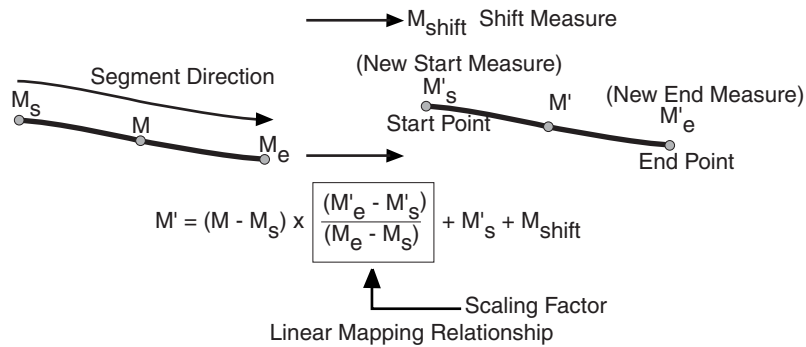 M_shift Shift Measure
Segment Direction
(New Start Measure)
M'_s
M'
(New End Measure)
M'_e
M_s
M
M_e
Start Point
End Point
M' = (M - M_s) x (M'_e - M'_s) / (M_e - M_s) + M'_s + M_shift
Scaling Factor
Linear Mapping Relationship